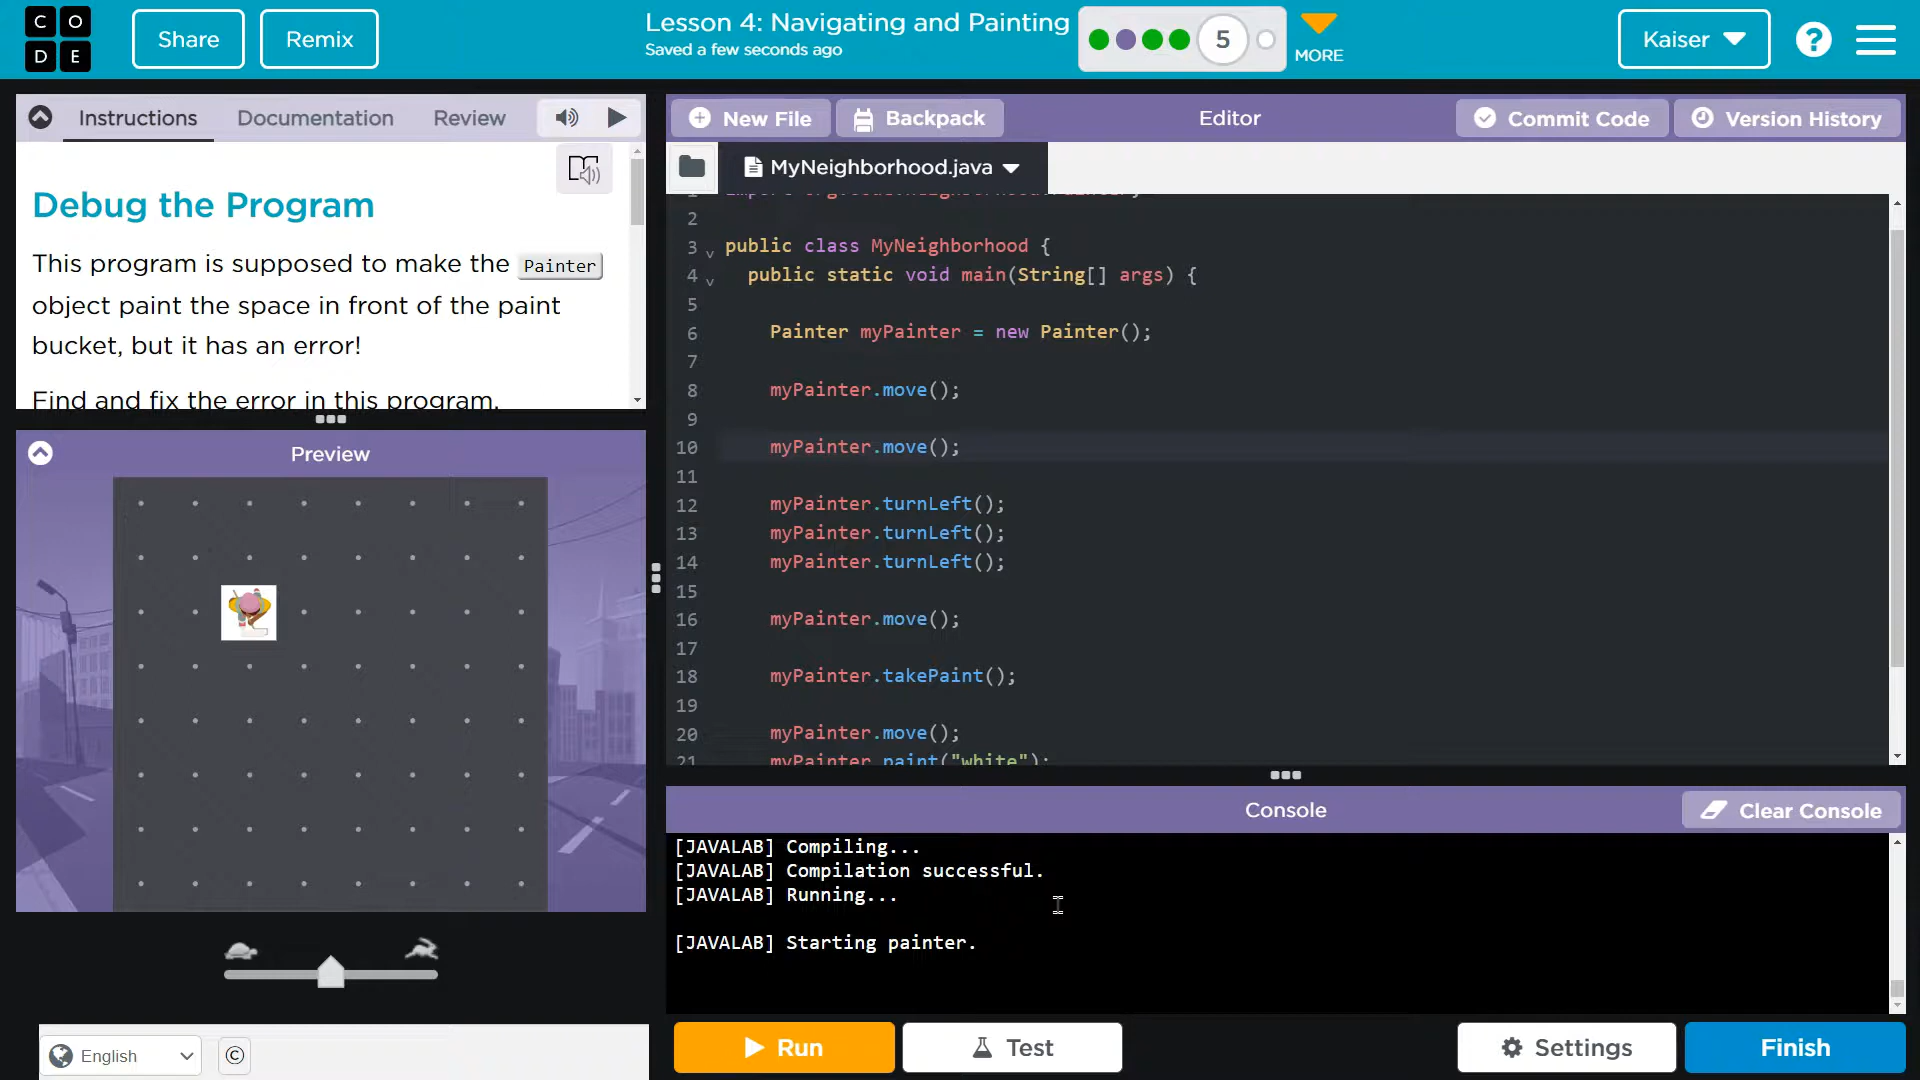 C O
D E
Share
Remix
Lesson 4: Navigating and Painting
Saved a few seconds ago
5
MORE
Kaiser
?
Instructions
Documentation
Review
New File
Backpack
Editor
Commit Code
Version History
MyNeighborhood.java
Debug the Program
This program is supposed to make the Painter
object paint the space in front of the paint
bucket, but it has an error!
Find and fix the error in this program.
Preview
2
3 public class MyNeighborhood {
4 public static void main(String[] args) {
5
6 Painter myPainter = new Painter();
7
8 myPainter.move();
9
10 myPainter.move();
11
12 myPainter.turnLeft();
13 myPainter.turnLeft();
14 myPainter.turnLeft();
15
16 myPainter.move();
17
18 myPainter.takePaint();
19
20 myPainter.move();
21 myPainter.paint("white");
Console
Clear Console
[JAVALAB] Compiling...
[JAVALAB] Compilation successful.
[JAVALAB] Running...
[JAVALAB] Starting painter.
English
©
Run
Test
Settings
Finish